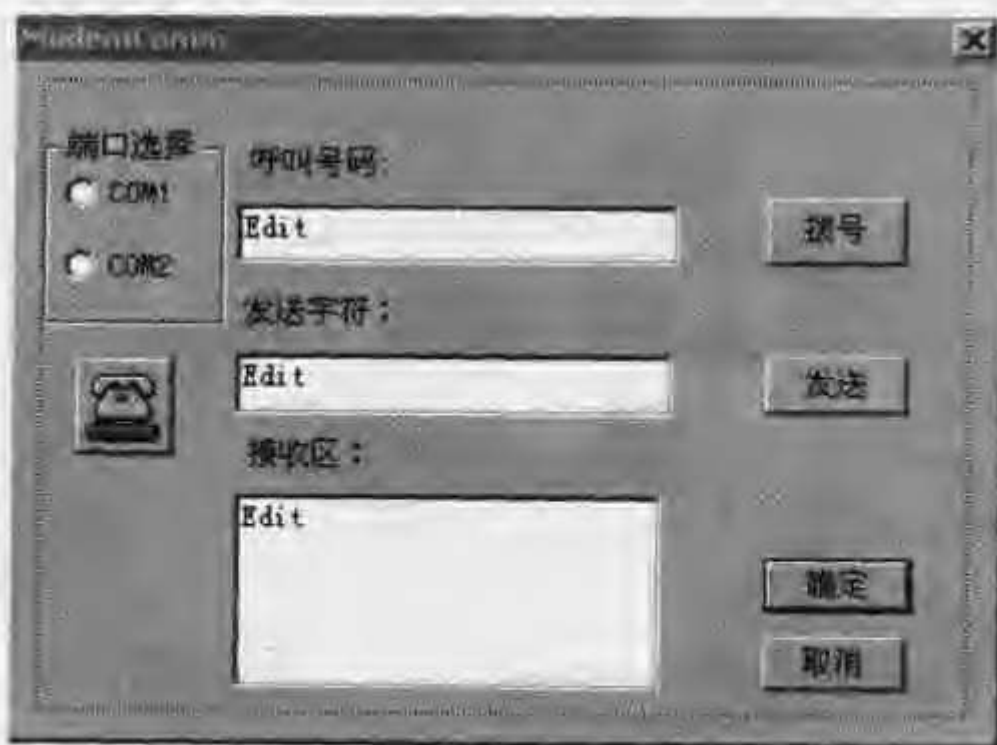 StudentComm
端口选择
COM1
COM2
呼叫号码:
Edit
拨号
发送字符：
Edit
发送
接收区：
Edit
确定
取消